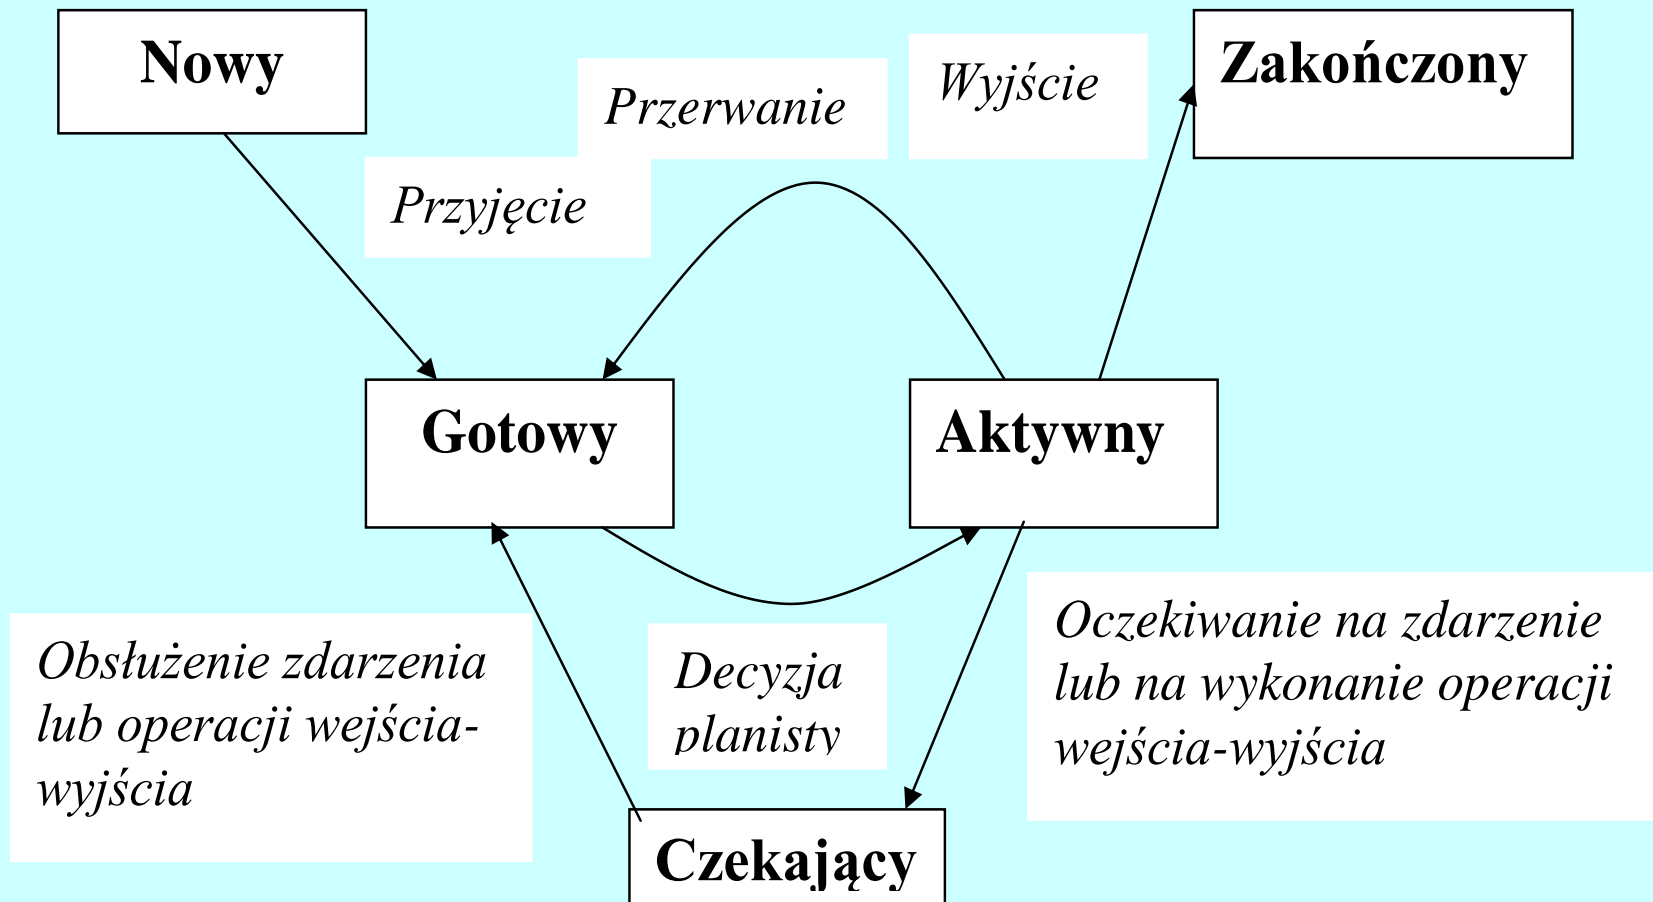 Nowy
Zakończony
Przerwanie
Wyjście
Przyjęcie
Gotowy
Aktywny
Obsłużenie zdarzenia
lub operacji wejścia-
wyjścia
Decyzja
planisty
Oczekiwanie na zdarzenie
lub na wykonanie operacji
wejścia-wyjścia
Czekający